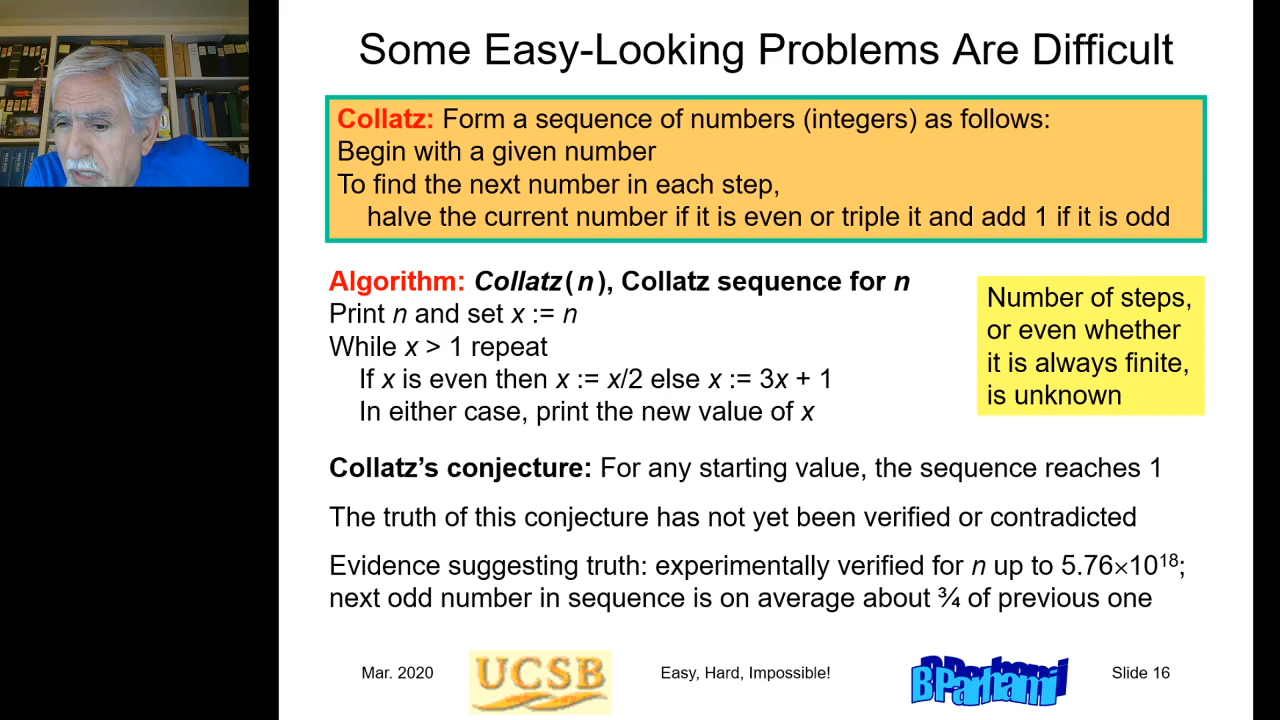 Some Easy-Looking Problems Are Difficult
Collatz: Form a sequence of numbers (integers) as follows:
Begin with a given number
To find the next number in each step,
halve the current number if it is even or triple it and add 1 if it is odd
Algorithm: Collatz(n), Collatz sequence for n
Print n and set x := n
While x > 1 repeat
If x is even then x := x/2 else x := 3x + 1
In either case, print the new value of x
Number of steps,
or even whether
it is always finite,
is unknown
Collatz’s conjecture: For any starting value, the sequence reaches 1
The truth of this conjecture has not yet been verified or contradicted
Evidence suggesting truth: experimentally verified for n up to 5.76×10¹⁸;
next odd number in sequence is on average about ¾ of previous one
Mar. 2020
UCSB
Easy, Hard, Impossible!
B Parhami
Slide 16